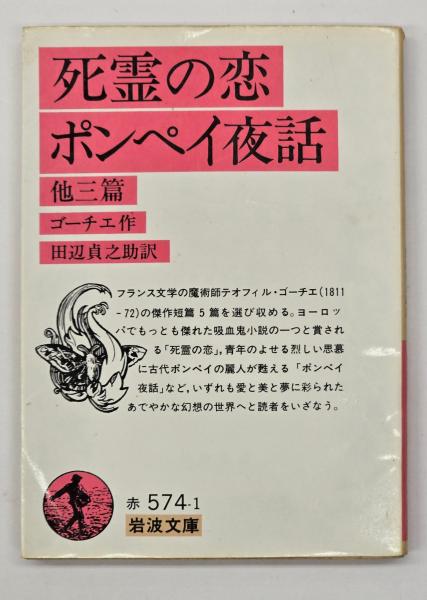 死霊の恋
ポンペイ夜話
他三篇
ゴーチエ作
田辺貞之助訳
フランス文学の魔術師テオフィル・ゴーチエ(1811
-72)の傑作短篇5篇を選び収める。ヨーロッ
パでもっとも傑れた吸血鬼小説の一つと賞され
る「死霊の恋」，青年のよせる烈しい思慕
に古代ポンペイの麗人が甦える「ポンペイ
夜話」など，いずれも愛と美と夢に彩られた
あでやかな幻想の世界へと読者をいざなう。
赤 574-1
岩波文庫